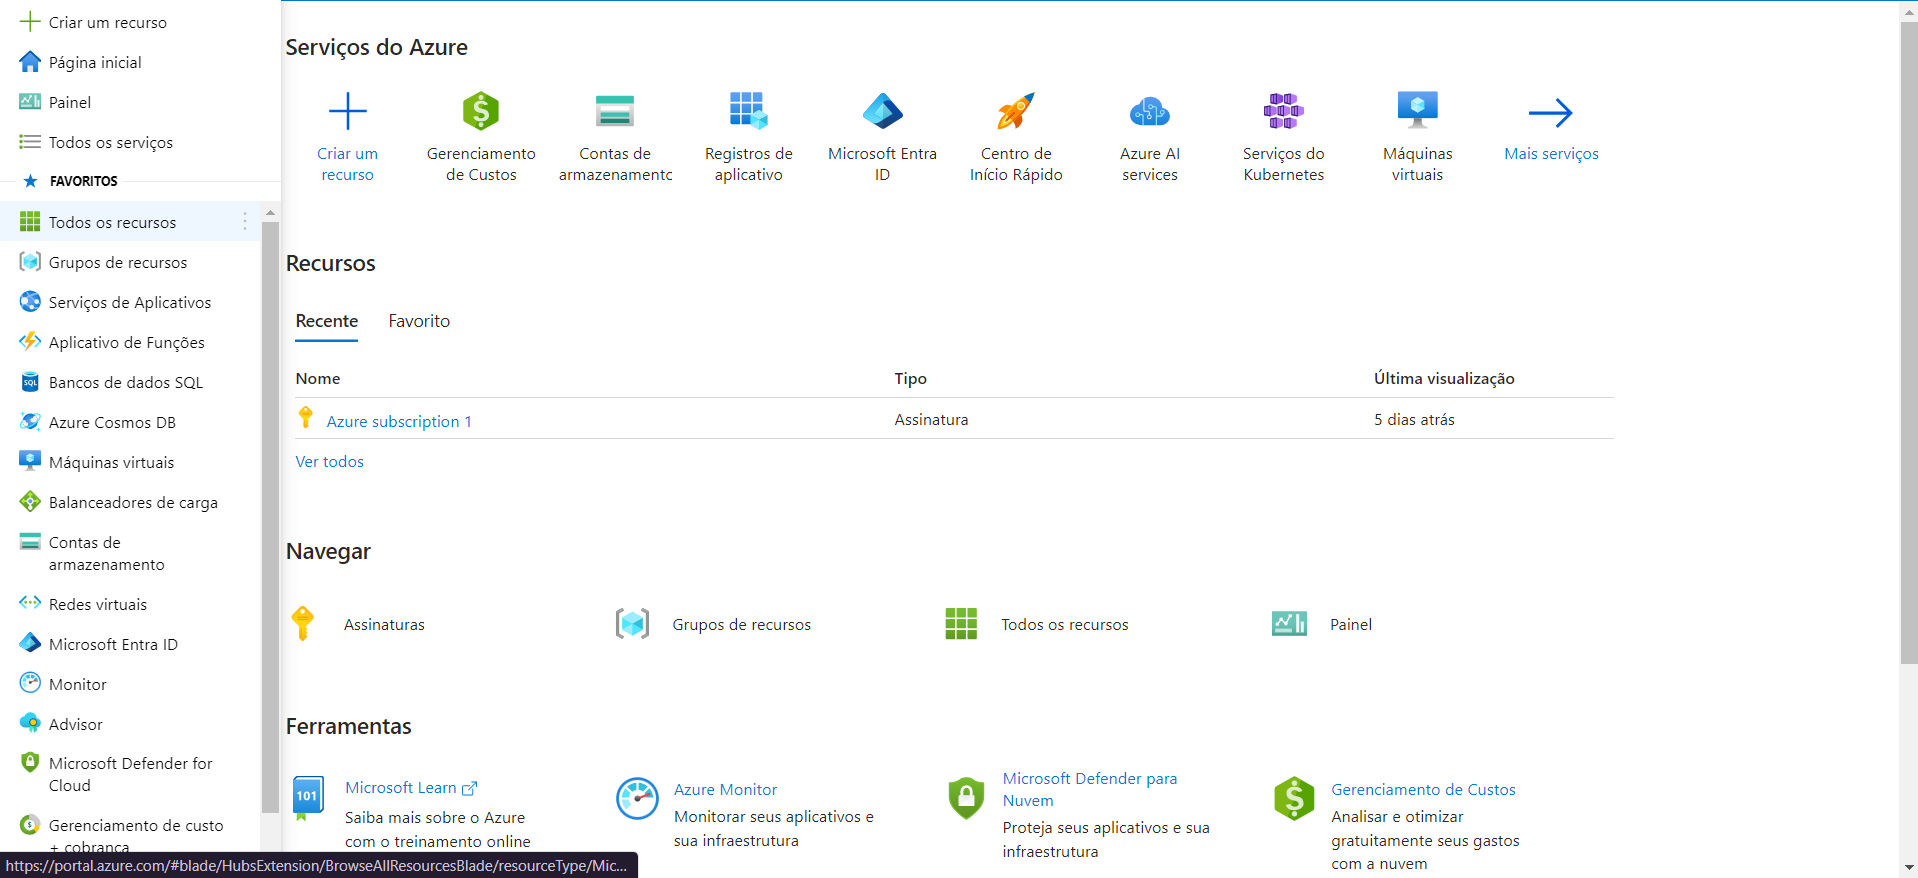 Criar um recurso
Página inicial
Painel
Todos os serviços
FAVORITOS
Todos os recursos
Grupos de recursos
Serviços de Aplicativos
Aplicativo de Funções
SQL
Bancos de dados SQL
Azure Cosmos DB
Máquinas virtuais
Balanceadores de carga
Contas de
armazenamento
Redes virtuais
Microsoft Entra ID
Monitor
Advisor
Microsoft Defender for
Cloud
Gerenciamento de custo
+ cobrança
https://portal.azure.com/#blade/HubsExtension/BrowseAllResourcesBlade/resourceType/Mic...
Serviços do Azure
Criar um
recurso
Gerenciamento
de Custos
Contas de
armazenamento
Registros de
aplicativo
Microsoft Entra
ID
Centro de
Início Rápido
Azure AI
services
Serviços do
Kubernetes
Máquinas
virtuais
Mais serviços
Recursos
Recente Favorito
Nome Tipo Última visualização
Azure subscription 1 Assinatura 5 dias atrás
Ver todos
Navegar
Assinaturas Grupos de recursos Todos os recursos Painel
Ferramentas
101
Microsoft Learn
Saiba mais sobre o Azure
com o treinamento online
Azure Monitor
Monitorar seus aplicativos e
sua infraestrutura
Microsoft Defender para
Nuvem
Proteja seus aplicativos e sua
infraestrutura
Gerenciamento de Custos
Analisar e otimizar
gratuitamente seus gastos
com a nuvem